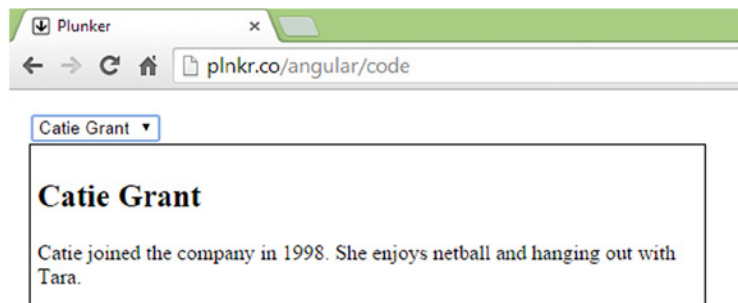 Plunker
plnkr.co/angular/code
Catie Grant
Catie Grant
Catie joined the company in 1998. She enjoys netball and hanging out with
Tara.